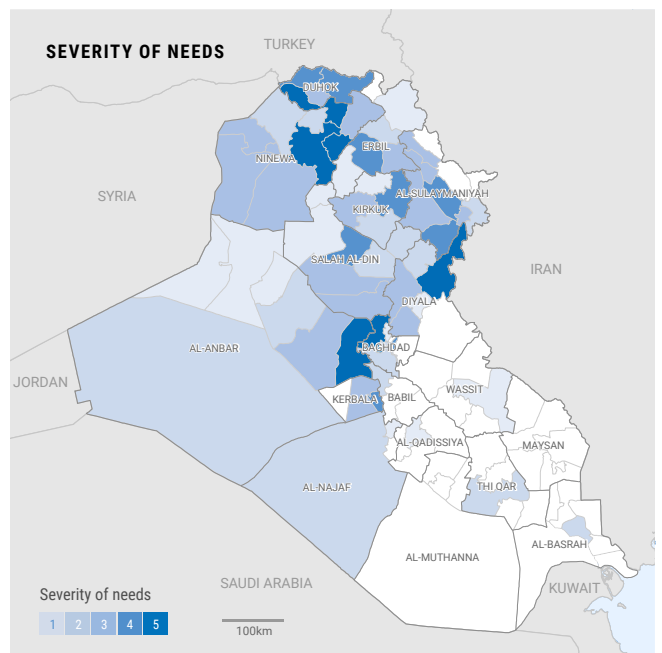 SEVERITY OF NEEDS
TURKEY
DUHOK
ERBIL
NINEWA
SYRIA
AL-SULAYMANIYAH
KIRKUK
SALAH AL-DIN
IRAN
DIYALA
AL-ANBAR
BAGHDAD
JORDAN
WASSIT
KERBALA
BABIL
AL-QADISSIYA
MAYSAN
AL-NAJAF
THI QAR
AL-BASRAH
AL-MUTHANNA
SAUDI ARABIA
KUWAIT
Severity of needs
1 2 3 4 5
100km